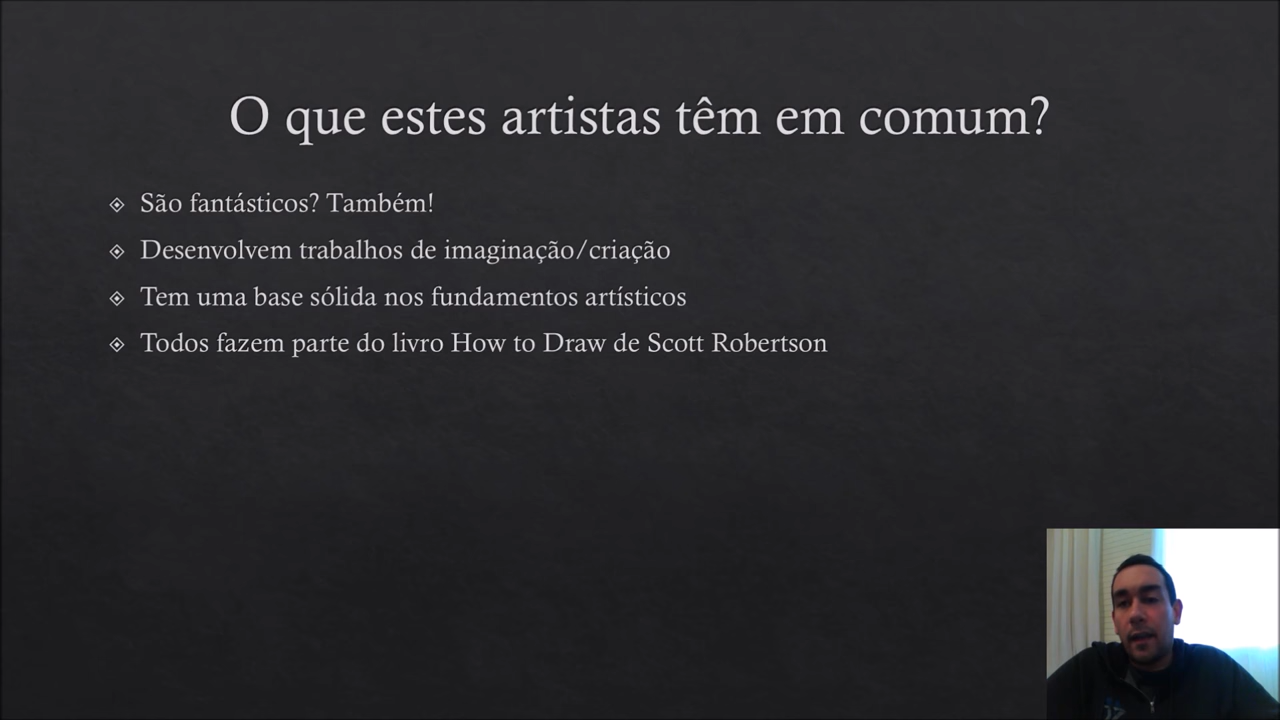 O que estes artistas têm em comum?
São fantásticos? Também!
Desenvolvem trabalhos de imaginação/criação
Tem uma base sólida nos fundamentos artísticos
Todos fazem parte do livro How to Draw de Scott Robertson